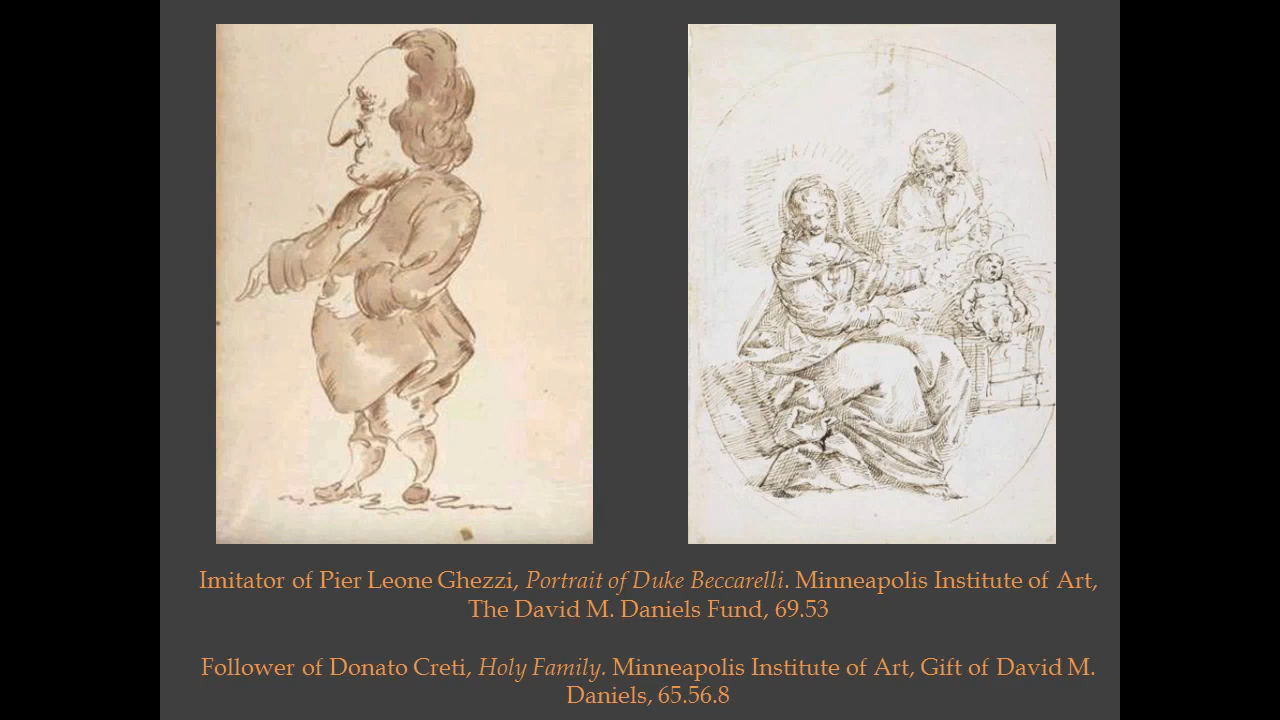 Imitator of Pier Leone Ghezzi, Portrait of Duke Beccarelli. Minneapolis Institute of Art,
The David M. Daniels Fund, 69.53
Follower of Donato Creti, Holy Family. Minneapolis Institute of Art, Gift of David M.
Daniels, 65.56.8